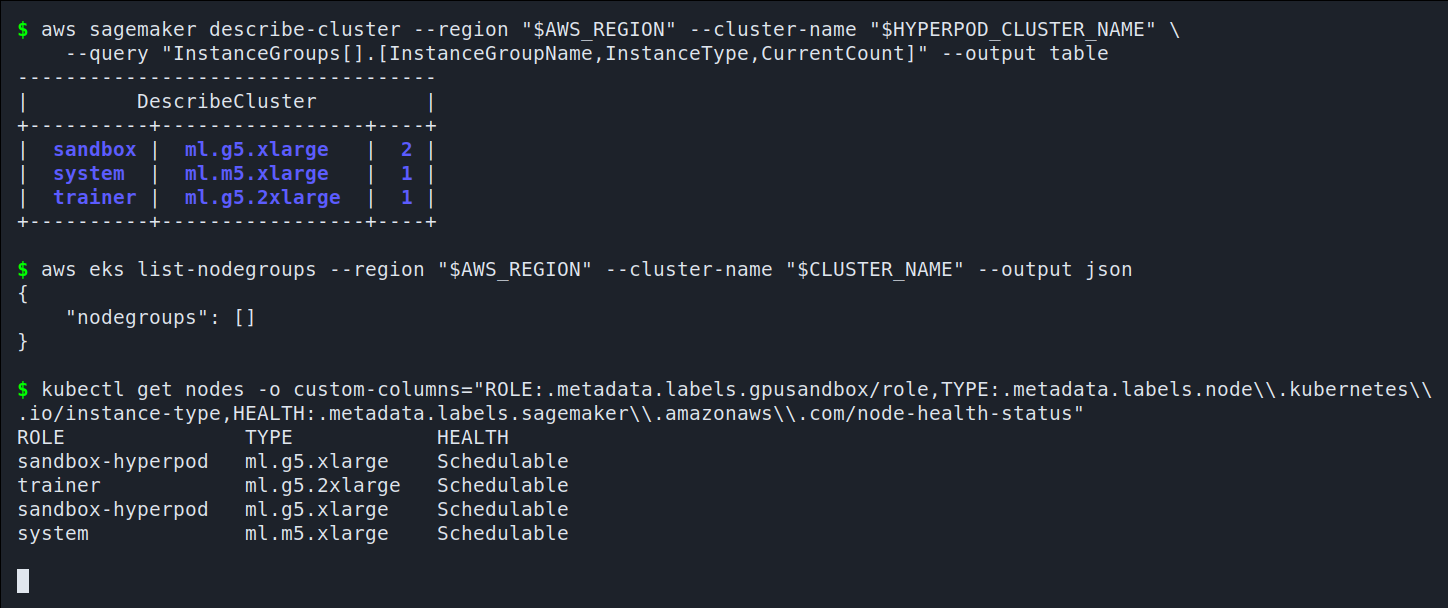 $ aws sagemaker describe-cluster --region "$AWS_REGION" --cluster-name "$HYPERPOD_CLUSTER_NAME" \
    --query "InstanceGroups[].[InstanceGroupName,InstanceType,CurrentCount]" --output table
-----------------------------------
|         DescribeCluster         |
+----------+-----------------+----+
|  sandbox |  ml.g5.xlarge   |  2 |
|  system  |  ml.m5.xlarge   |  1 |
|  trainer |  ml.g5.2xlarge  |  1 |
+----------+-----------------+----+
$ aws eks list-nodegroups --region "$AWS_REGION" --cluster-name "$CLUSTER_NAME" --output json
{
    "nodegroups": []
}
$ kubectl get nodes -o custom-columns="ROLE:.metadata.labels.gpusandbox/role,TYPE:.metadata.labels.node\\.kubernetes\\
.io/instance-type,HEALTH:.metadata.labels.sagemaker\\.amazonaws\\.com/node-health-status"
ROLE               TYPE            HEALTH
sandbox-hyperpod   ml.g5.xlarge    Schedulable
trainer            ml.g5.2xlarge   Schedulable
sandbox-hyperpod   ml.g5.xlarge    Schedulable
system             ml.m5.xlarge    Schedulable